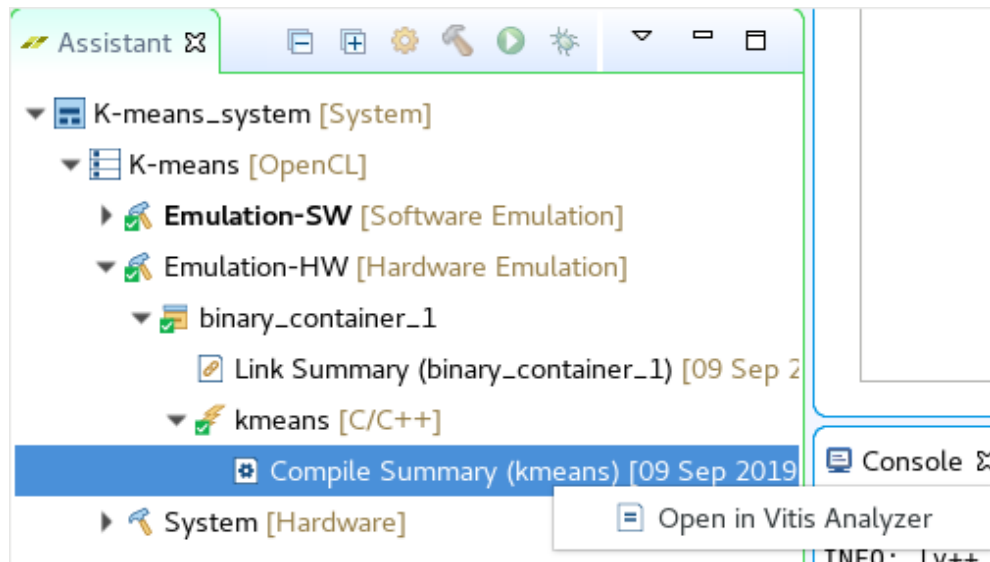 Assistant
K-means_system [System]
K-means [OpenCL]
Emulation-SW [Software Emulation]
Emulation-HW [Hardware Emulation]
binary_container_1
Link Summary (binary_container_1) [09 Sep 2
kmeans [C/C++]
Compile Summary (kmeans) [09 Sep 2019
Console
System [Hardware]
Open in Vitis Analyzer
INFO: [v++